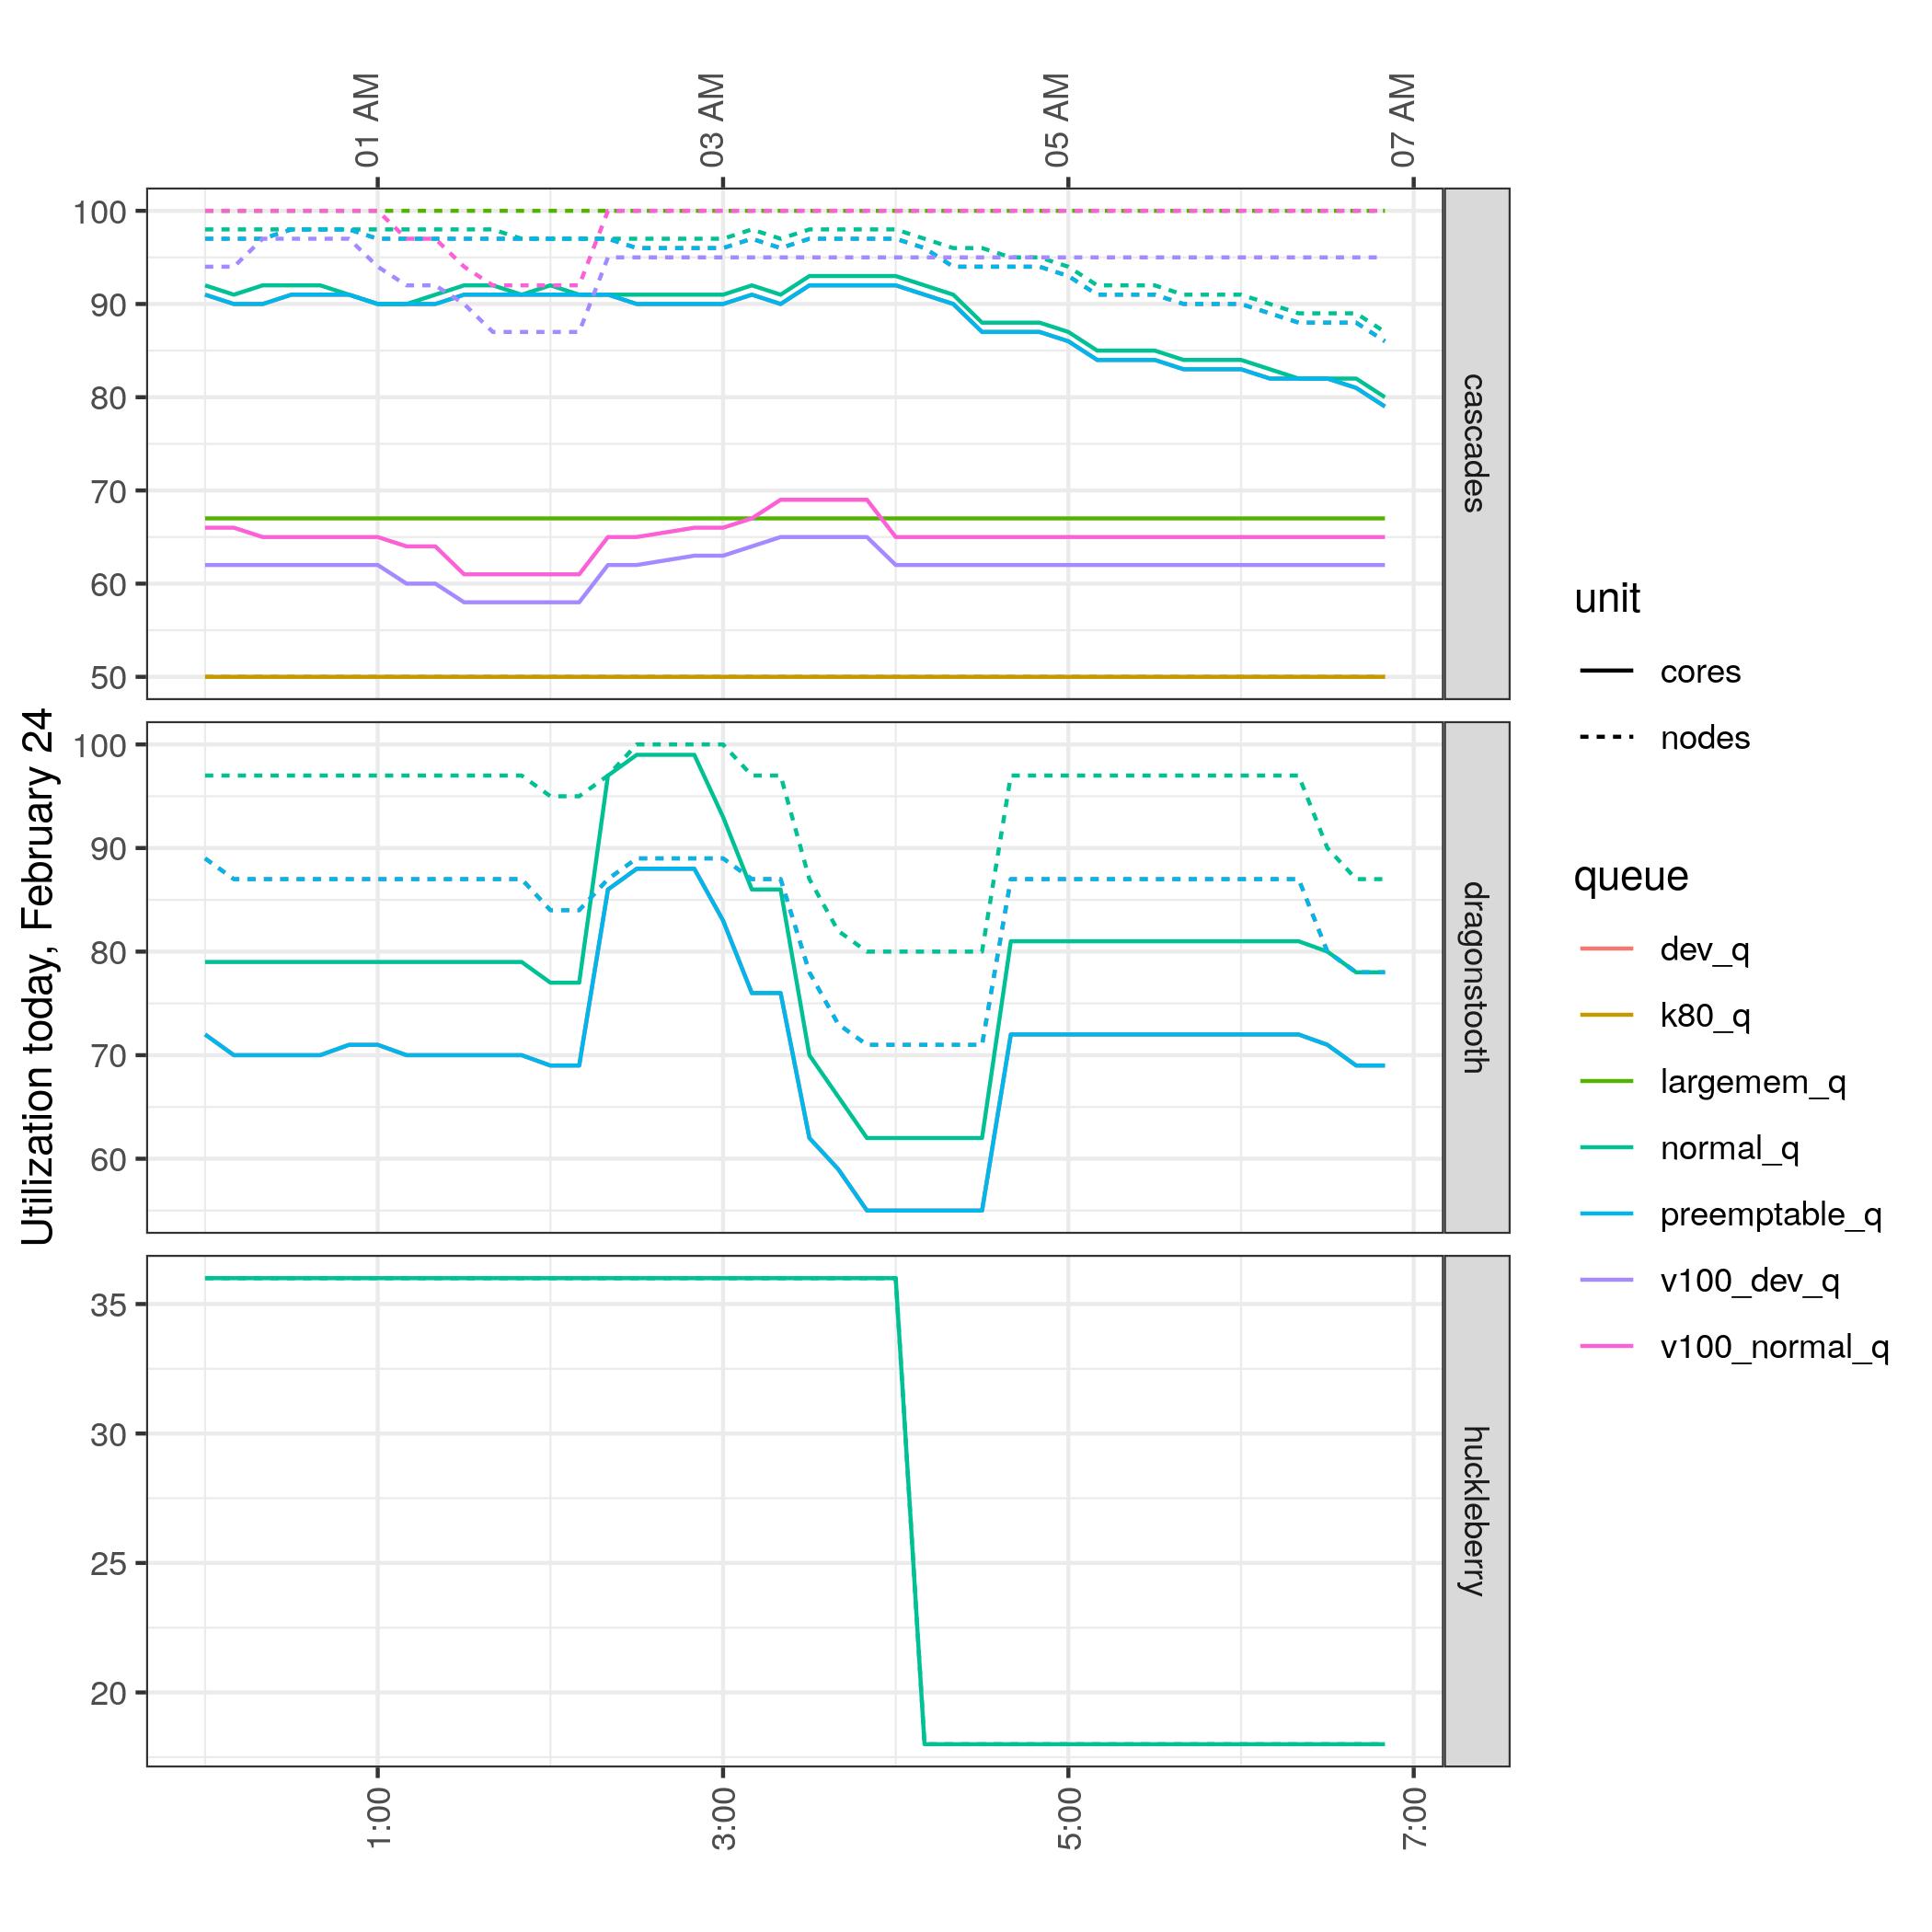 01 AM
03 AM
05 AM
07 AM
Utilization today, February 24
100
90
80
70
60
50
cascades
100
90
80
70
60
dragonstooth
35
30
25
20
huckleberry
1:00
3:00
5:00
7:00
unit
cores
nodes
queue
dev_q
k80_q
largemem_q
normal_q
preemptable_q
v100_dev_q
v100_normal_q